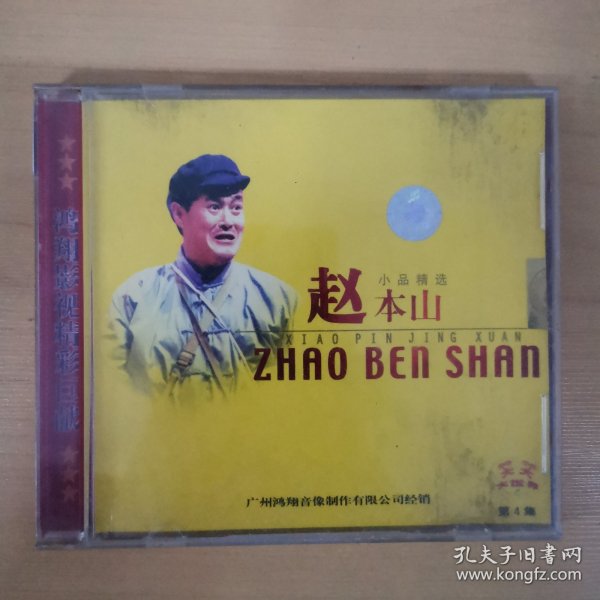 鸿翔影视精彩巨献
小品精选
赵本山
XIAO PIN JING XUAN
ZHAO BEN SHAN
广州鸿翔音像制作有限公司经销
第4集
孔夫子旧书网
www.kongfz.com